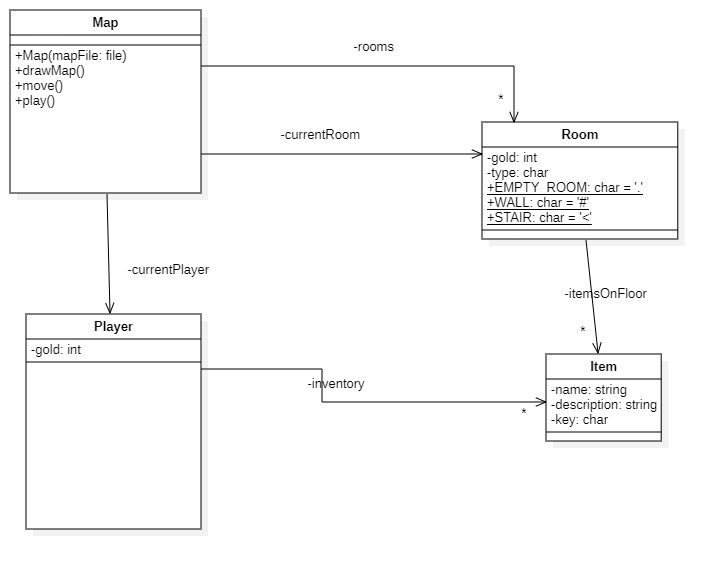 Map
+Map(mapFile: file)
+drawMap()
+move()
+play()
-rooms
*
-currentRoom
Room
-gold: int
-type: char
+EMPTY_ROOM: char = '.'
+WALL: char = '#'
+STAIR: char = '<'
-currentPlayer
-itemsOnFloor
*
Player
-gold: int
-inventory
*
Item
-name: string
-description: string
-key: char